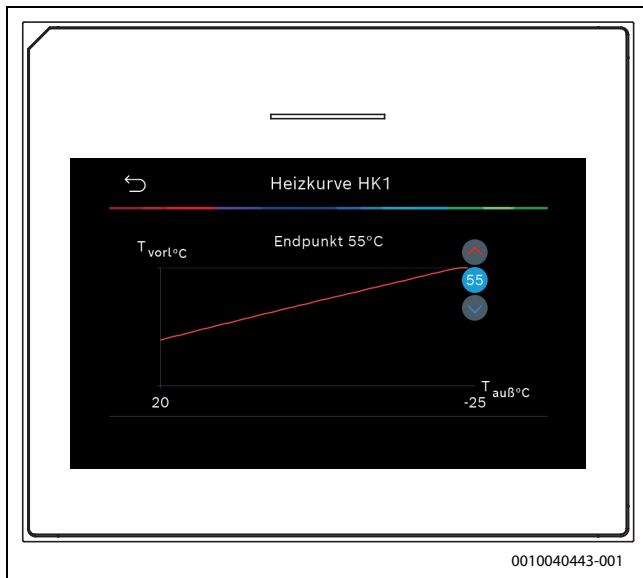 Heizkurve HK1
Endpunkt 55°C
T vorl°C
55
T auß°C
20
-25
0010040443-001